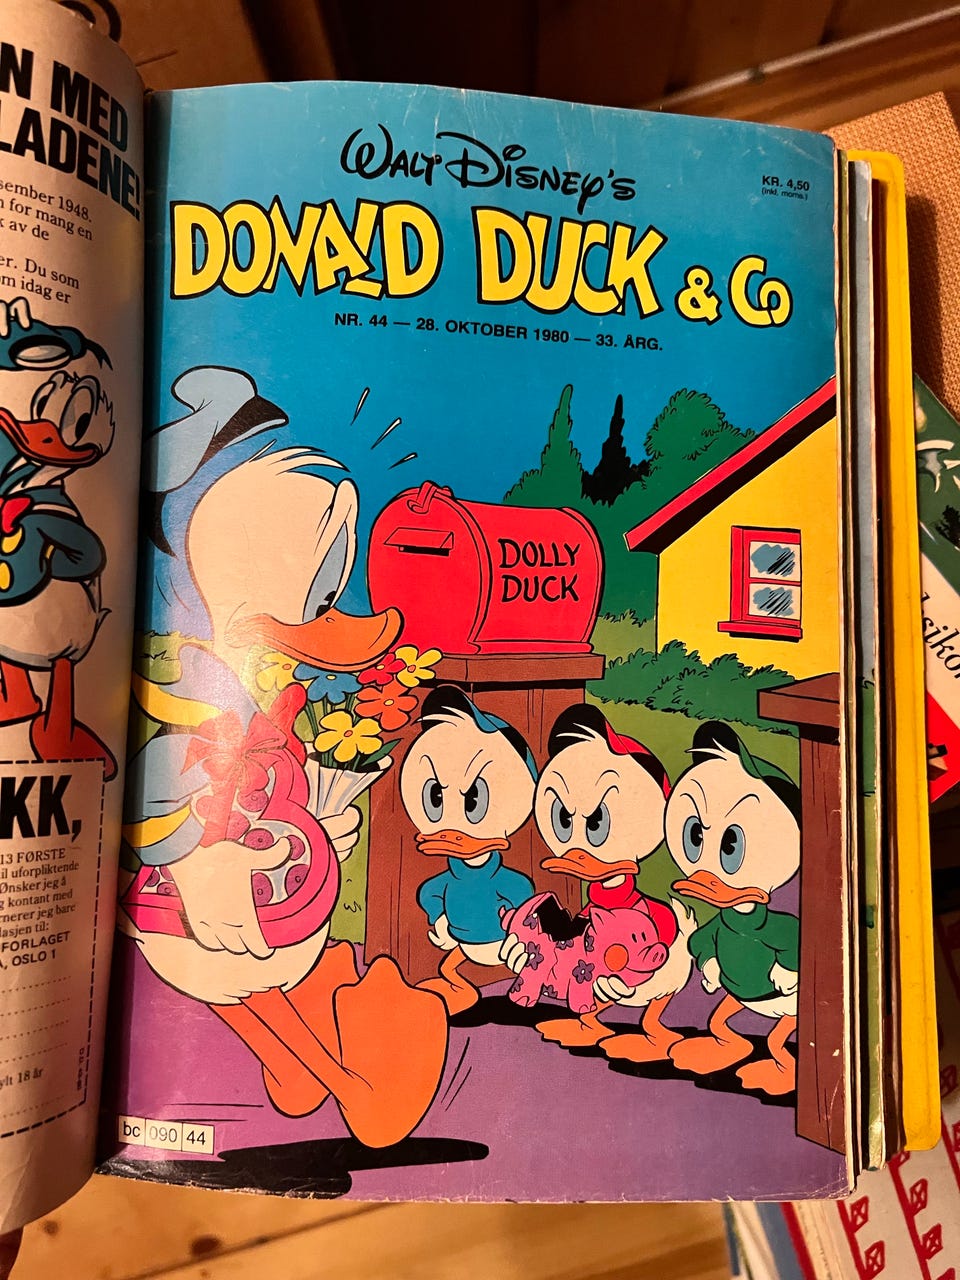 N MED
LADENE!
sember 1948.
n for mang en
k av de
er. Du som
om idag er
KK,
13 FØRSTE
til uforpliktende
Ønsker jeg å
g kontant med
rnerer jeg bare
lasjen til:
FORLAGET
, OSLO 1
ylt 18 år
WALT DISNEY'S
KR. 4,50
(inkl. moms.)
DONALD DUCK & CO
NR. 44 — 28. OKTOBER 1980 — 33. ÅRG.
DOLLY
DUCK
bc 090 44